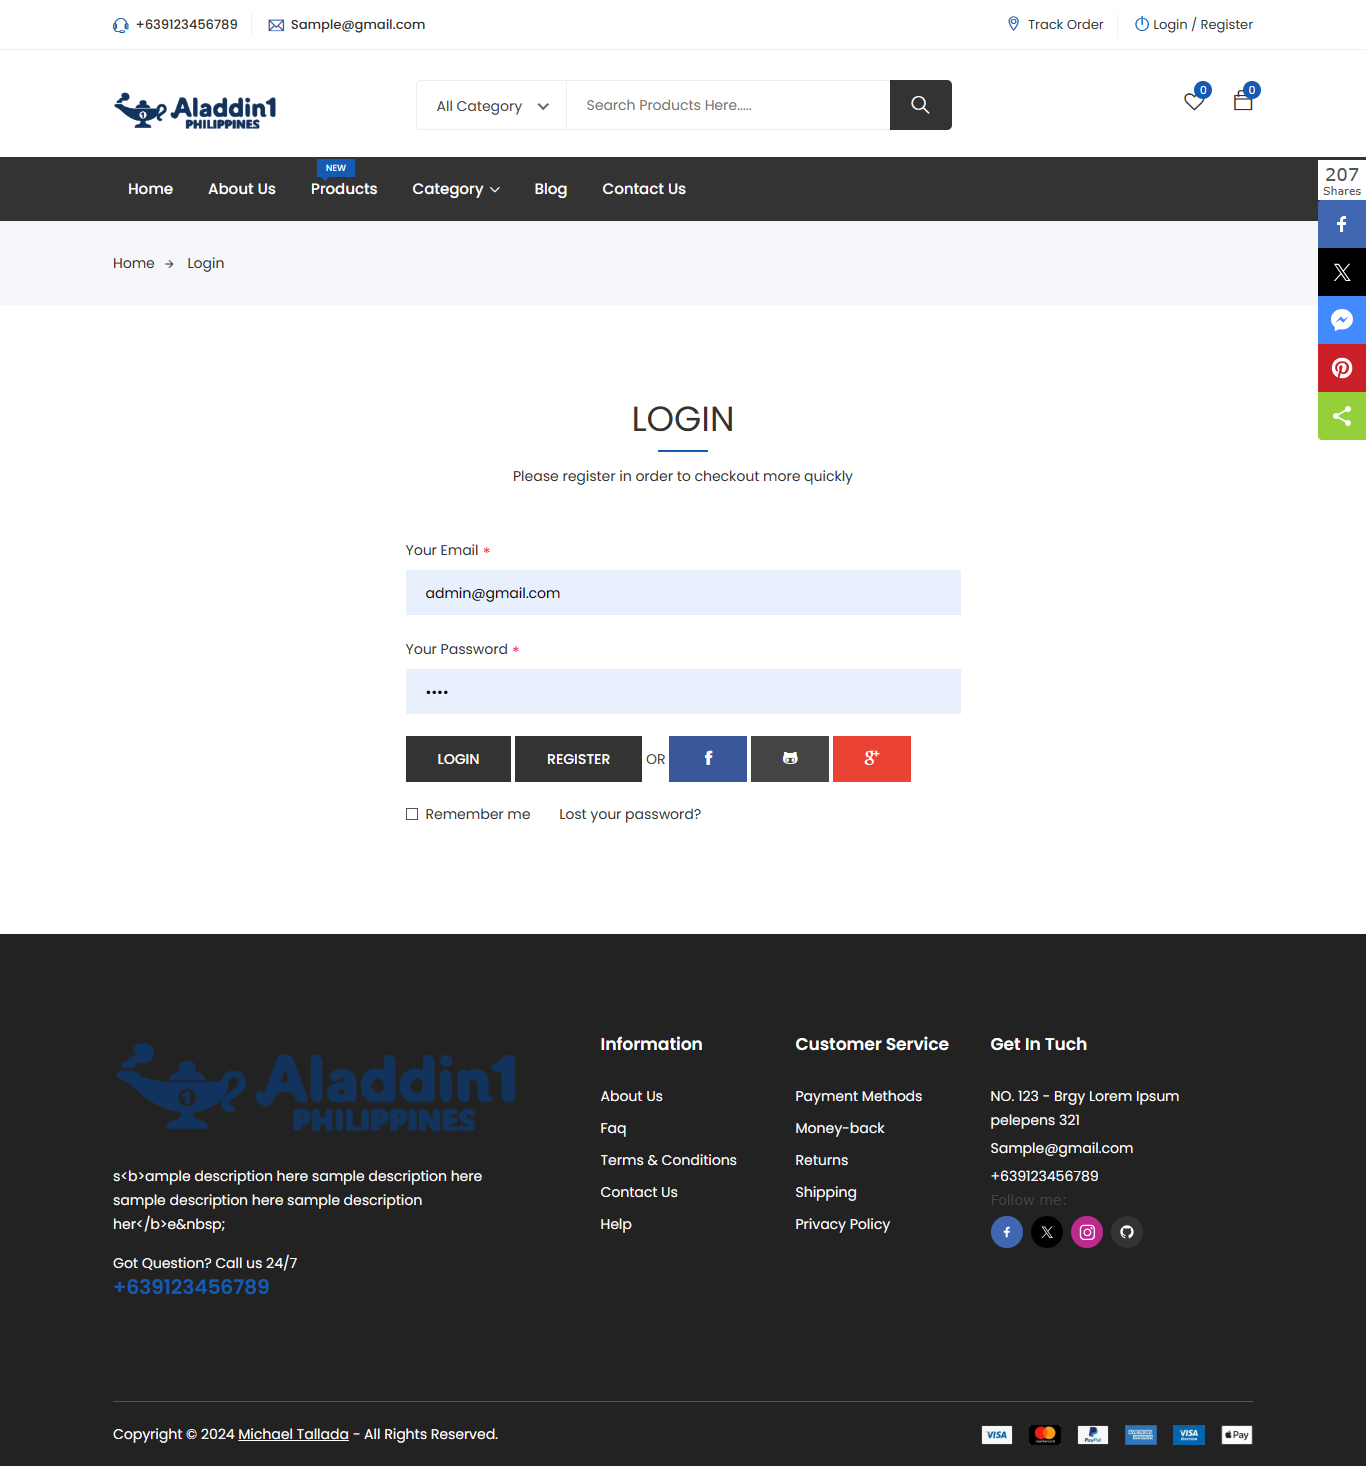 +639123456789
Sample@gmail.com
Track Order
Login / Register
Aladdin1
PHILIPPINES
1
All Category
Search Products Here.....
0
0
NEW
Home
About Us
Products
Category
Blog
Contact Us
207
Shares
Home
Login
LOGIN
Please register in order to checkout more quickly
Your Email *
admin@gmail.com
Your Password *
••••
LOGIN
REGISTER
OR
f
g+
Remember me
Lost your password?
1
Aladdin1
PHILIPPINES
s<b>ample description here sample description here
sample description here sample description
her</b>e&nbsp;
Got Question? Call us 24/7
+639123456789
Information
About Us
Faq
Terms & Conditions
Contact Us
Help
Customer Service
Payment Methods
Money-back
Returns
Shipping
Privacy Policy
Get In Tuch
NO. 123 - Brgy Lorem Ipsum
pelepens 321
Sample@gmail.com
+639123456789
Follow me:
Copyright © 2024 Michael Tallada - All Rights Reserved.
VISA
PayPal
VISA
Pay